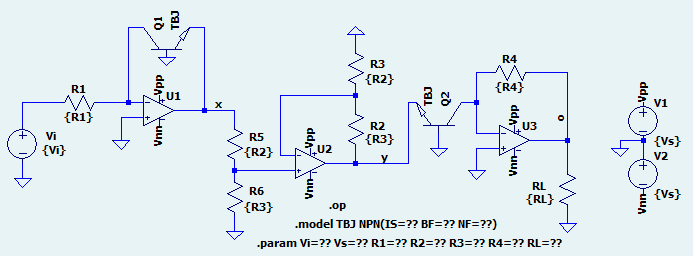 Q1
TBJ
R1
{R1}
Vpp
U1
Vnn
x
Vi
{Vi}
R5
{R2}
R6
{R3}
R3
{R2}
R2
{R3}
Vpp
U2
Vnn
y
TBJ
Q2
R4
{R4}
Vpp
U3
Vnn
o
RL
{RL}
Vpp
V1
{Vs}
V2
{Vs}
Vnn
.op
.model TBJ NPN(IS=?? BF=?? NF=??)
.param Vi=?? Vs=?? R1=?? R2=?? R3=?? R4=?? RL=??